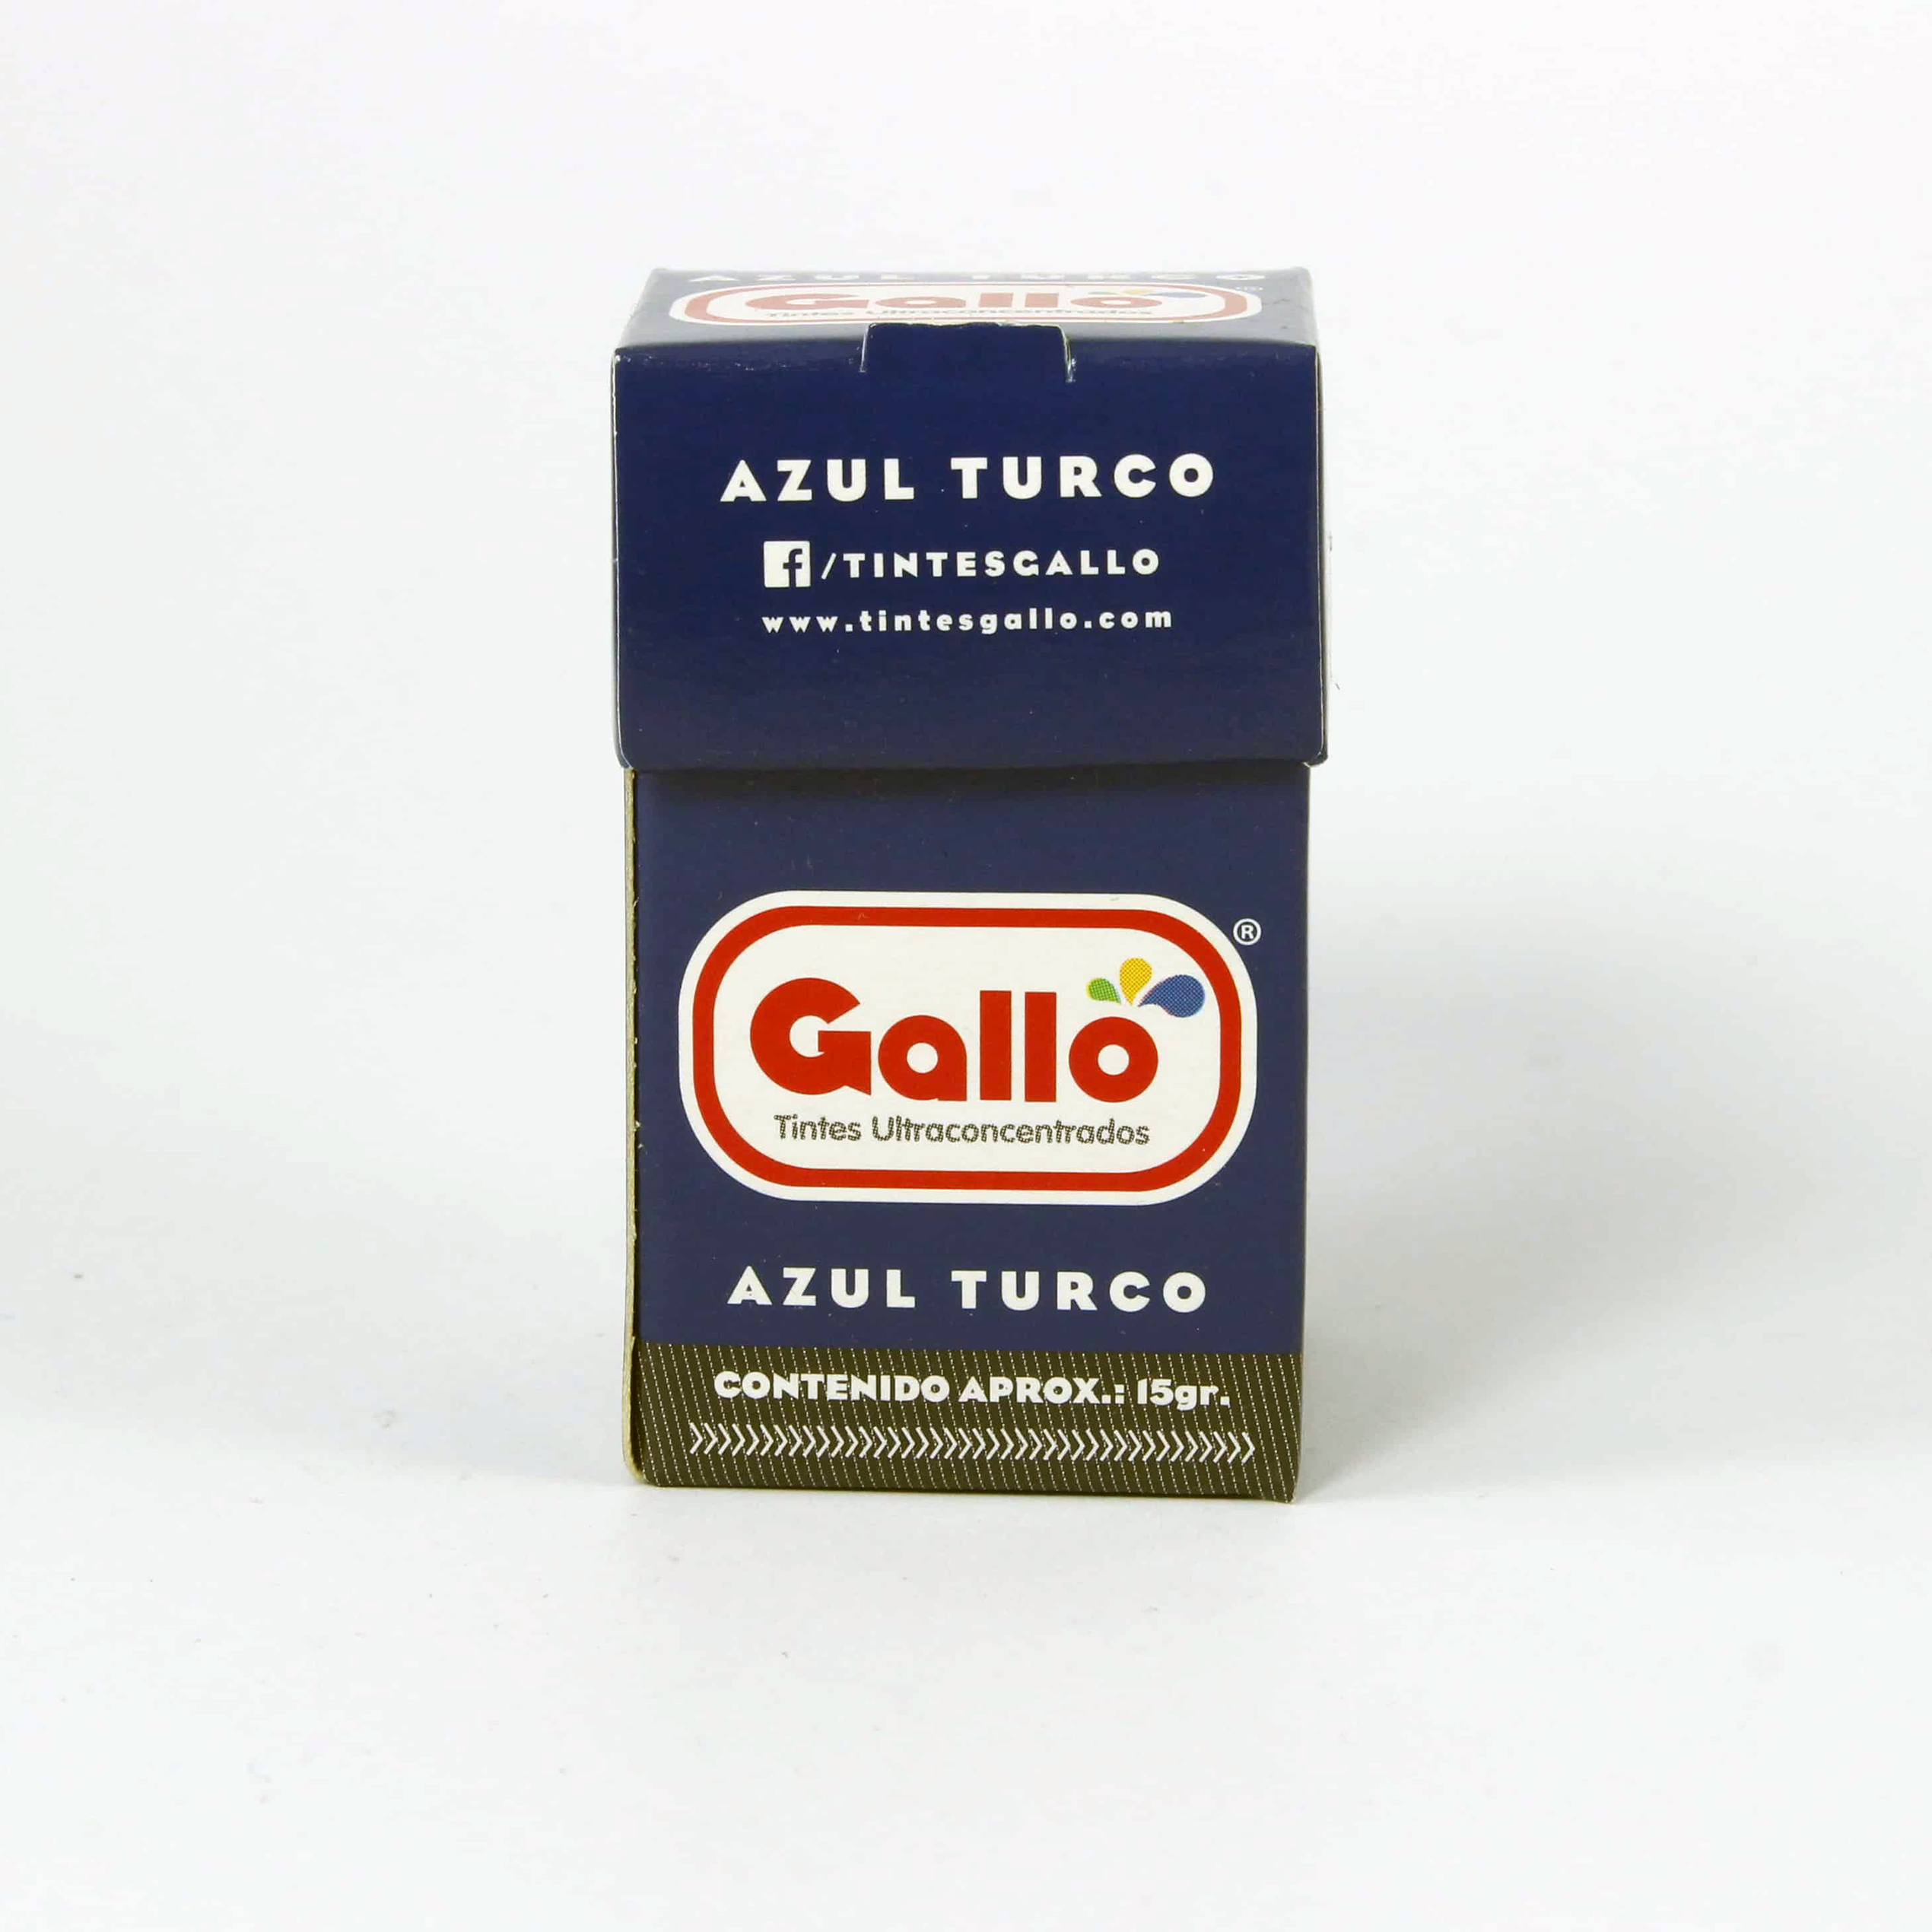 AZUL TURCO
Gallo
Tintes Ultraconcentrados
AZUL TURCO
f/TINTESGALLO
www.tintesgallo.com
Gallo®
Tintes Ultraconcentrados
AZUL TURCO
CONTENIDO APROX.: 15gr.